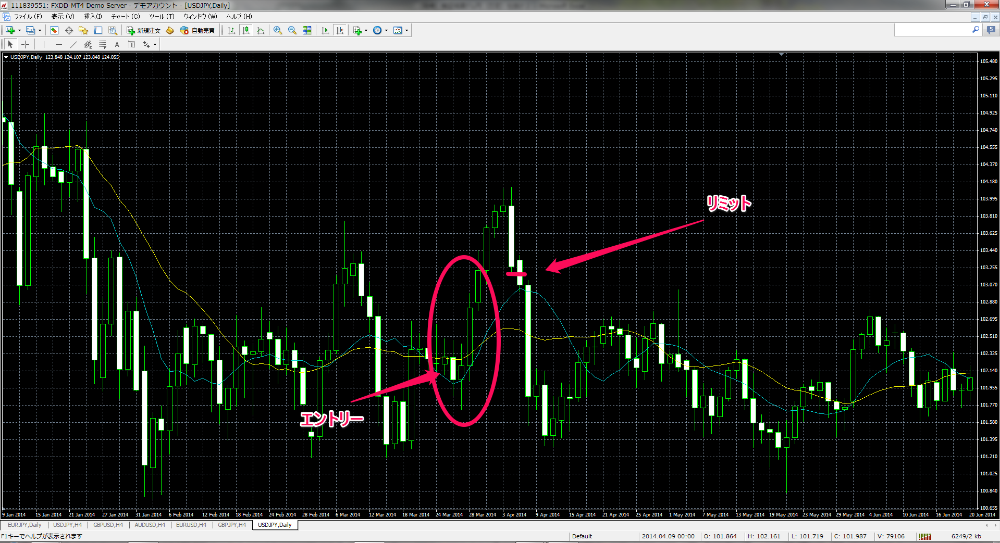 111839551: FXDD-MT4 Demo Server - デモアカウント - [USDJPY,Daily]
ファイル (F) 表示 (V) 挿入(I) チャート (C) ツール (T) ウィンドウ (W) ヘルプ (H)
新規注文 自動売買
5
E F A T
USDJPY,Daily 123.848 124.107 123.848 124.055
105.480
105.295
105.110
104.925
104.740
104.555
104.370
104.180
103.995
リミット
103.810
103.625
103.440
103.255
103.070
102.880
102.695
102.510
102.325
102.140
101.955
101.770
エントリー
101.580
101.395
101.210
101.025
100.840
100.655
9 Jan 2014 15 Jan 2014 21 Jan 2014 27 Jan 2014 31 Jan 2014 6 Feb 2014 12 Feb 2014 18 Feb 2014 24 Feb 2014 28 Feb 2014 6 Mar 2014 12 Mar 2014 18 Mar 2014 24 Mar 2014 28 Mar 2014 3 Apr 2014 9 Apr 2014 15 Apr 2014 21 Apr 2014 25 Apr 2014 1 May 2014 7 May 2014 13 May 2014 19 May 2014 23 May 2014 29 May 2014 4 Jun 2014 10 Jun 2014 16 Jun 2014 20 Jun 2014
EURJPY,Daily USDJPY,H4 GBPUSD,H4 AUDUSD,H4 EURUSD,H4 GBPJPY,H4 USDJPY,Daily
F1キーでヘルプが表示されます Default 2014.04.09 00:00 O: 101.864 H: 102.161 L: 101.719 C: 101.987 V: 79106 6249/2 kb